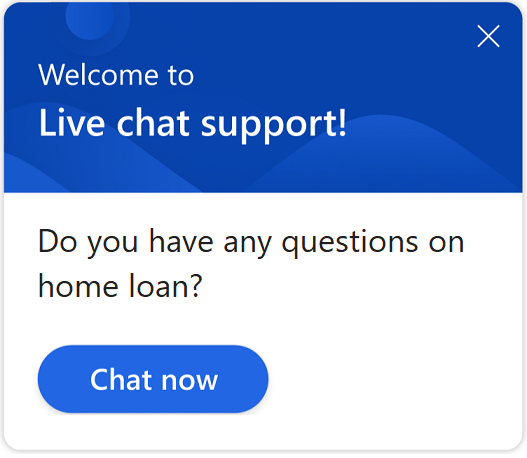 Welcome to
Live chat support!
Do you have any questions on
home loan?
Chat now